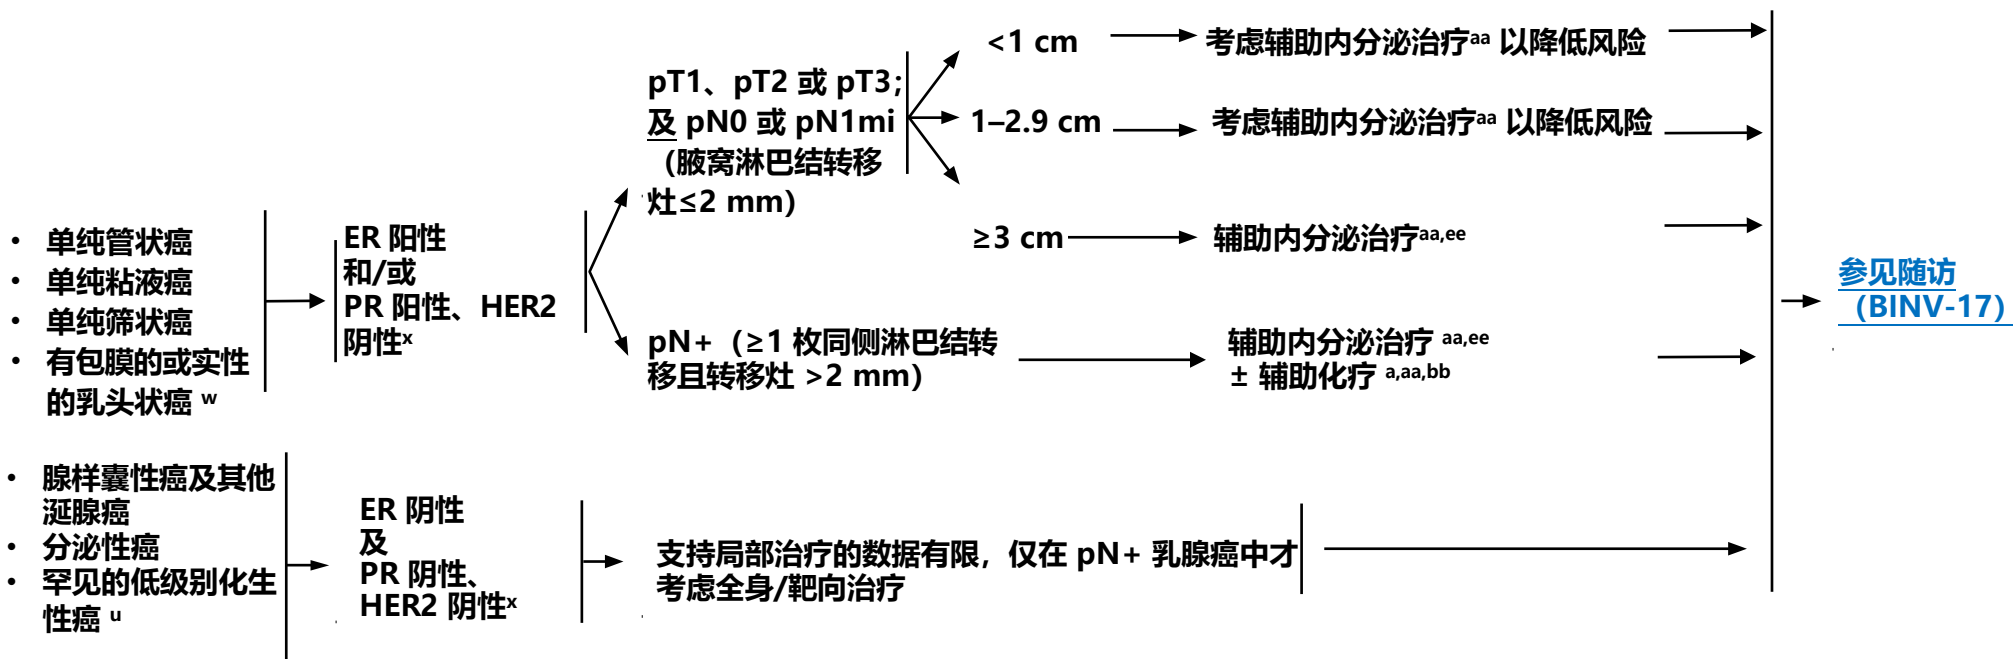 • 单纯管状癌
• 单纯粘液癌
• 单纯筛状癌
• 有包膜的或实性
的乳头状癌 w
ER 阳性
和/或
PR 阳性、HER2
阴性x
pT1、pT2 或 pT3；
及 pN0 或 pN1mi
（腋窝淋巴结转移
灶≤2 mm）
<1 cm
考虑辅助内分泌治疗aa 以降低风险
1–2.9 cm
考虑辅助内分泌治疗aa 以降低风险
≥3 cm
辅助内分泌治疗aa,ee
pN+（≥1 枚同侧淋巴结转
移且转移灶 >2 mm）
辅助内分泌治疗 aa,ee
± 辅助化疗 a,aa,bb
参见随访
（BINV-17）
• 腺样囊性癌及其他
涎腺癌
• 分泌性癌
• 罕见的低级别化生
性癌 u
ER 阴性
及
PR 阴性、
HER2 阴性x
支持局部治疗的数据有限，仅在 pN+ 乳腺癌中才
考虑全身/靶向治疗